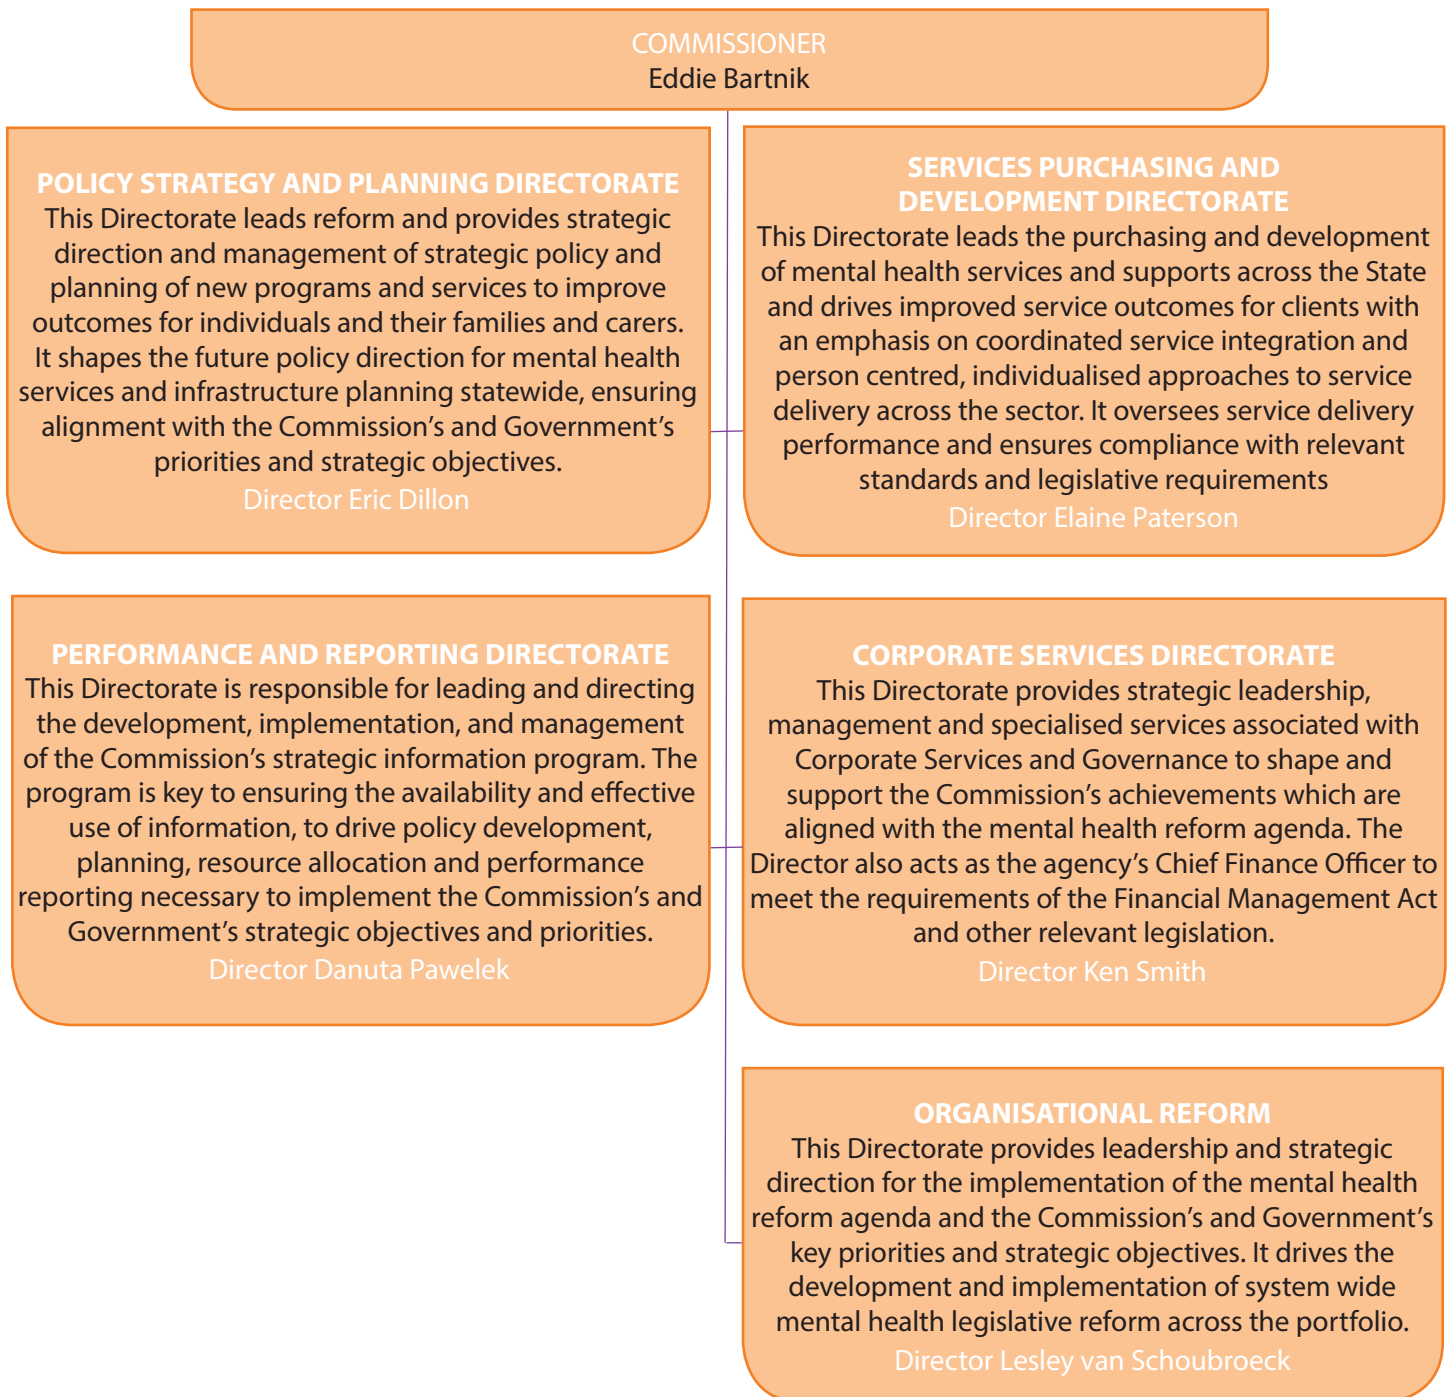 COMMISSIONER
Eddie Bartnik
POLICY STRATEGY AND PLANNING DIRECTORATE
This Directorate leads reform and provides strategic
direction and management of strategic policy and
planning of new programs and services to improve
outcomes for individuals and their families and carers.
It shapes the future policy direction for mental health
services and infrastructure planning statewide, ensuring
alignment with the Commission’s and Government’s
priorities and strategic objectives.
Director Eric Dillon
SERVICES PURCHASING AND
DEVELOPMENT DIRECTORATE
This Directorate leads the purchasing and development
of mental health services and supports across the State
and drives improved service outcomes for clients with
an emphasis on coordinated service integration and
person centred, individualised approaches to service
delivery across the sector. It oversees service delivery
performance and ensures compliance with relevant
standards and legislative requirements
Director Elaine Paterson
PERFORMANCE AND REPORTING DIRECTORATE
This Directorate is responsible for leading and directing
the development, implementation, and management
of the Commission’s strategic information program. The
program is key to ensuring the availability and effective
use of information, to drive policy development,
planning, resource allocation and performance
reporting necessary to implement the Commission’s and
Government’s strategic objectives and priorities.
Director Danuta Pawelek
CORPORATE SERVICES DIRECTORATE
This Directorate provides strategic leadership,
management and specialised services associated with
Corporate Services and Governance to shape and
support the Commission’s achievements which are
aligned with the mental health reform agenda. The
Director also acts as the agency’s Chief Finance Officer to
meet the requirements of the Financial Management Act
and other relevant legislation.
Director Ken Smith
ORGANISATIONAL REFORM
This Directorate provides leadership and strategic
direction for the implementation of the mental health
reform agenda and the Commission’s and Government’s
key priorities and strategic objectives. It drives the
development and implementation of system wide
mental health legislative reform across the portfolio.
Director Lesley van Schoubroeck